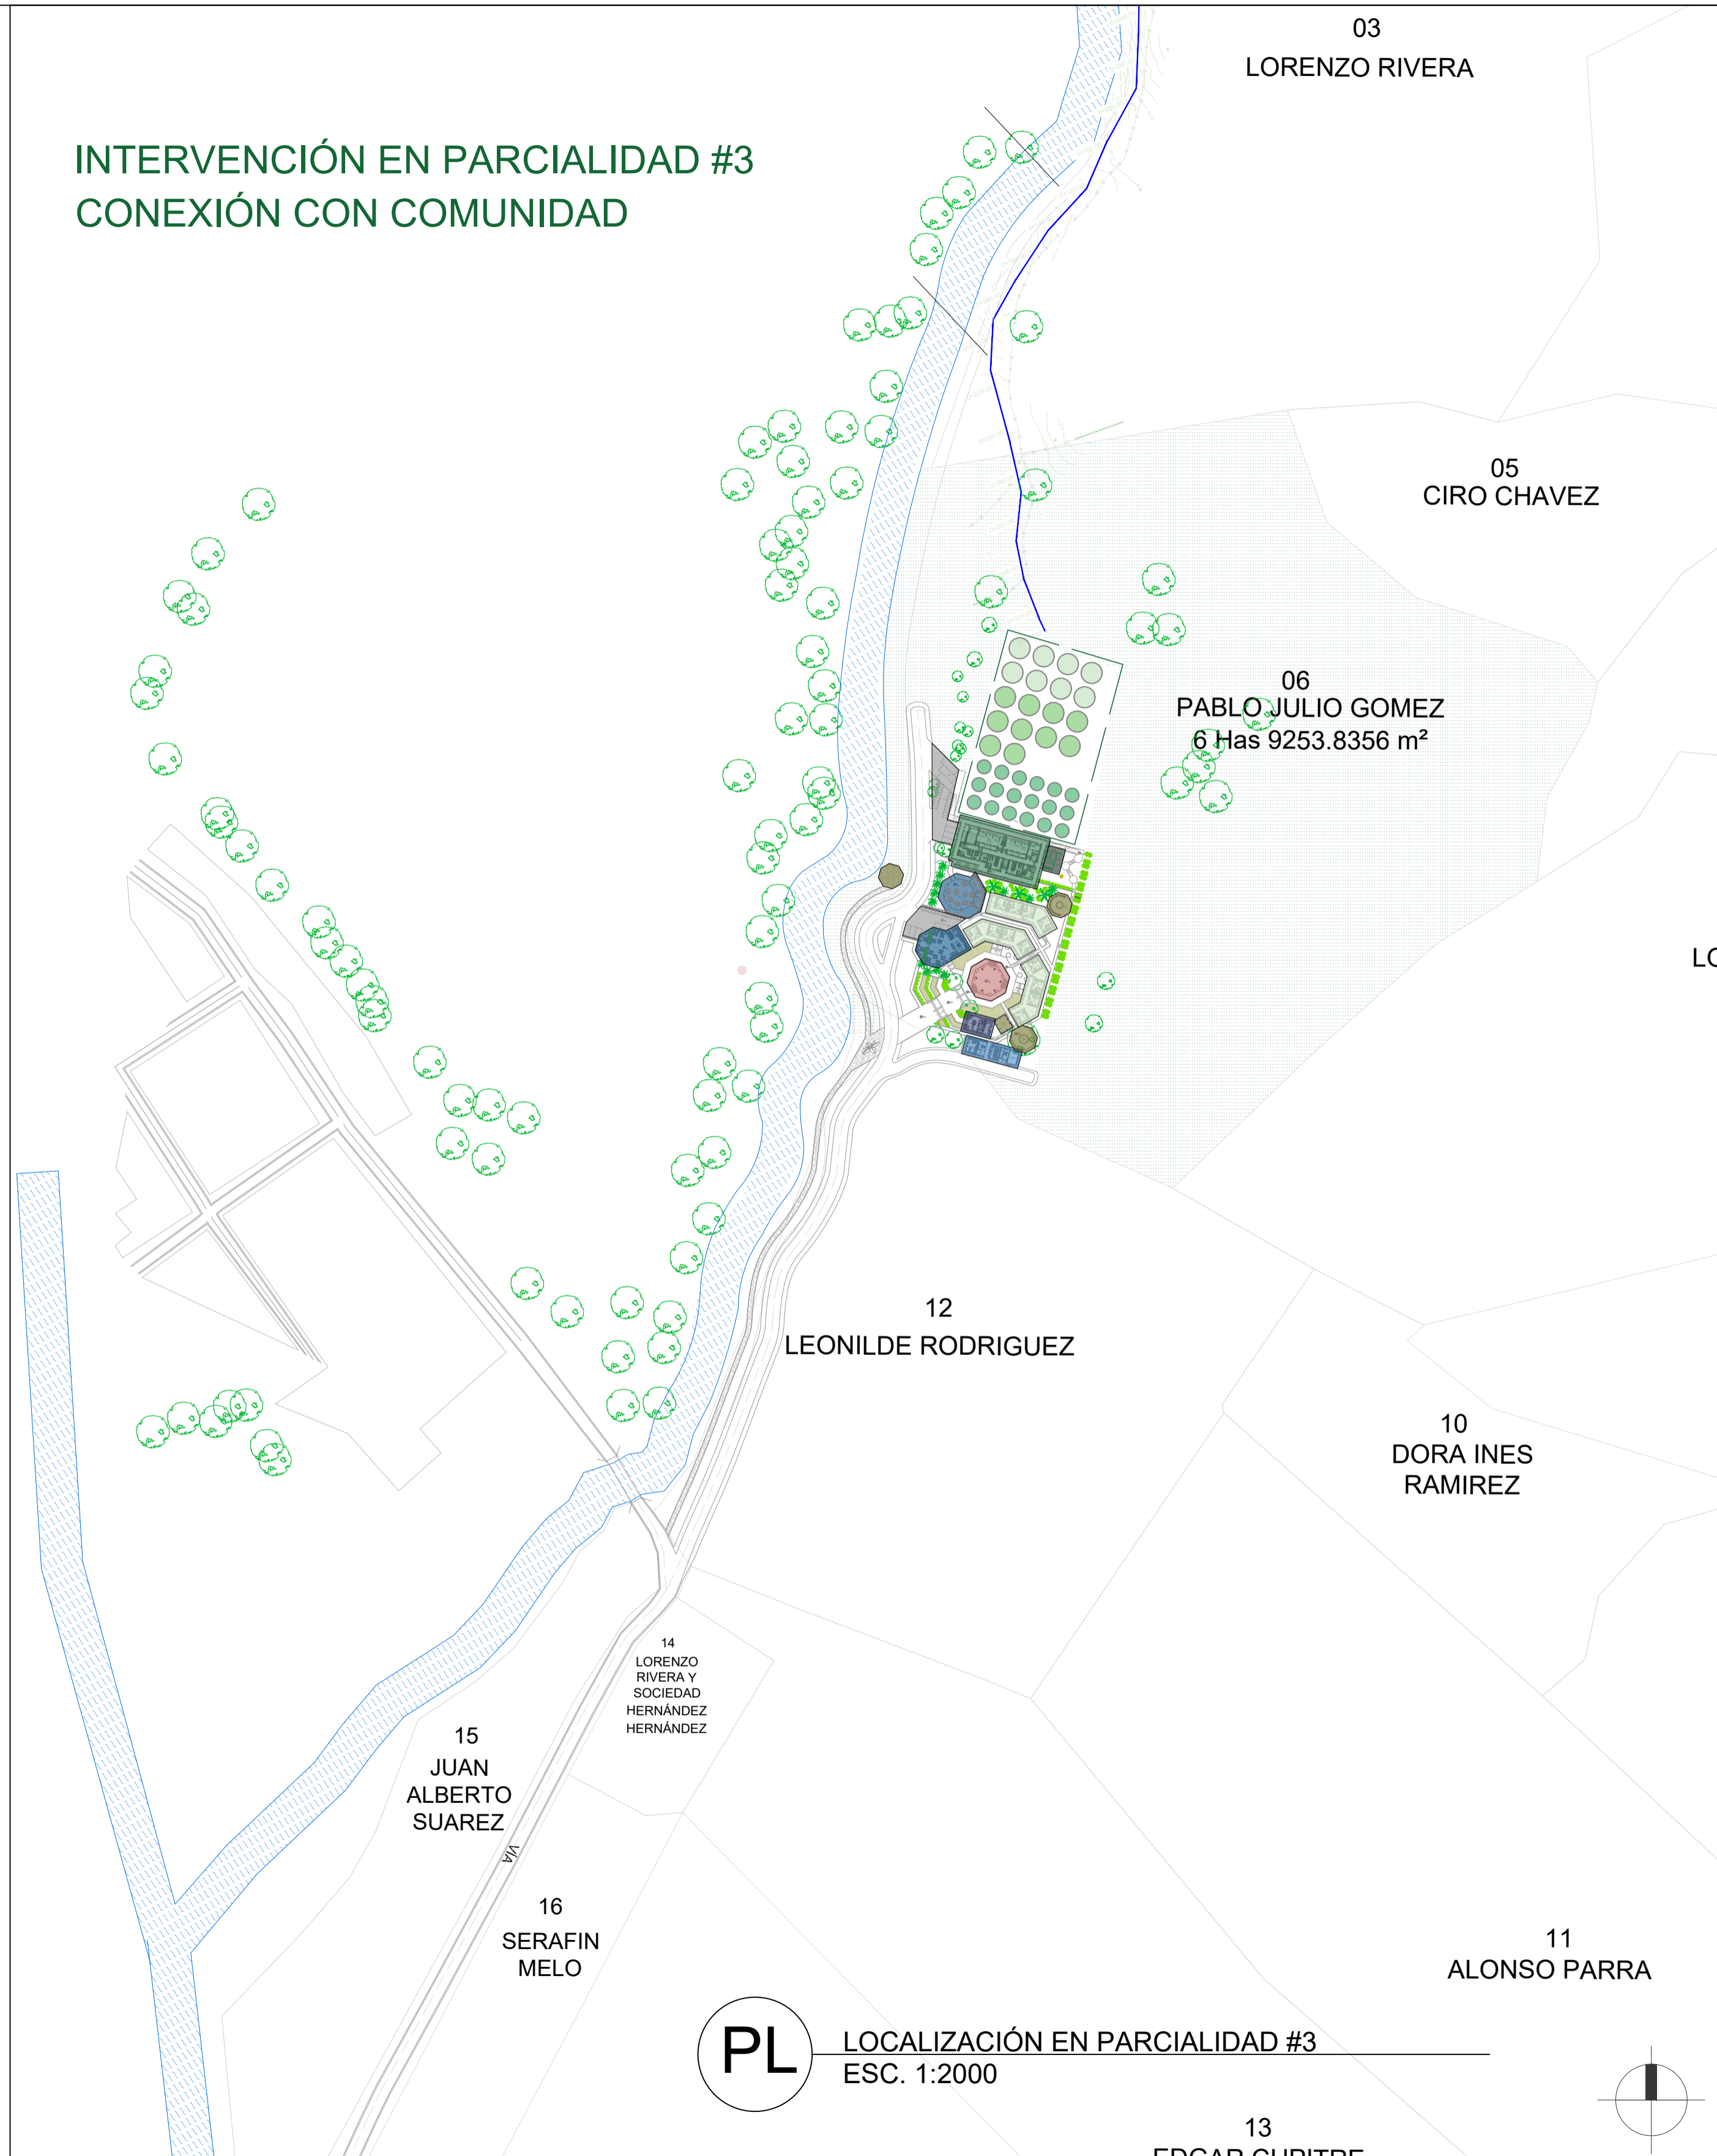 03
LORENZO RIVERA
INTERVENCIÓN EN PARCIALIDAD #3
CONEXIÓN CON COMUNIDAD
05
CIRO CHAVEZ
06
PABLO JULIO GOMEZ
6 Has 9253.8356 m²
LO
12
LEONILDE RODRIGUEZ
10
DORA INES
RAMIREZ
14
LORENZO
RIVERA Y
SOCIEDAD
HERNÁNDEZ
HERNÁNDEZ
15
JUAN
ALBERTO
SUAREZ
VÍA
16
SERAFIN
MELO
11
ALONSO PARRA
PL
LOCALIZACIÓN EN PARCIALIDAD #3
ESC. 1:2000
13